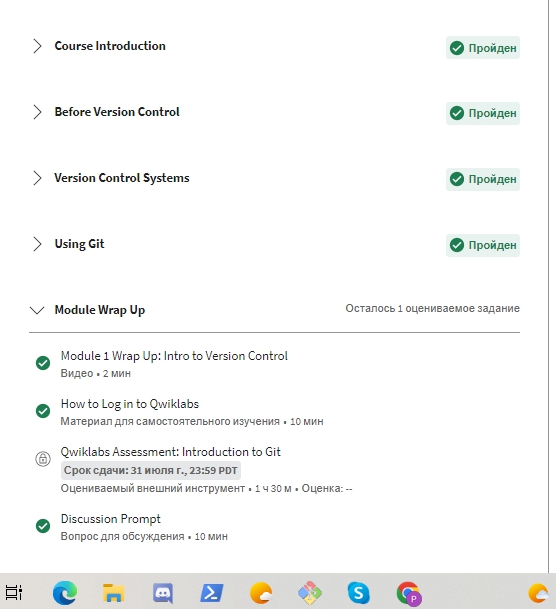 Course Introduction
Пройден
Before Version Control
Пройден
Version Control Systems
Пройден
Using Git
Пройден
Module Wrap Up
Осталось 1 оцениваемое задание
Module 1 Wrap Up: Intro to Version Control
Видео • 2 мин
How to Log in to Qwiklabs
Материал для самостоятельного изучения • 10 мин
Qwiklabs Assessment: Introduction to Git
Срок сдачи: 31 июля г., 23:59 PDT
Оцениваемый внешний инструмент • 1 ч 30 м • Оценка: --
Discussion Prompt
Вопрос для обсуждения • 10 мин
P